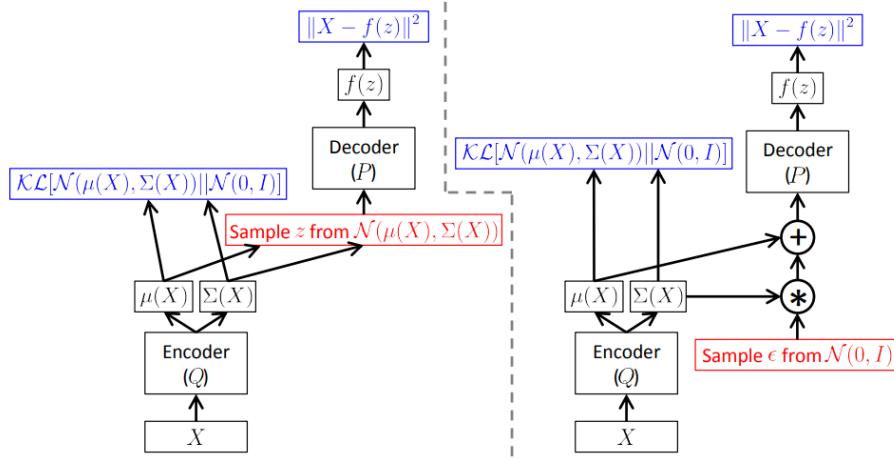 ‖X − f(z)‖²
f(z)
Decoder
(P)
𝒦ℒ[𝒩(μ(X), Σ(X))||𝒩(0, I)]
Sample z from 𝒩(μ(X), Σ(X))
μ(X)
Σ(X)
Encoder
(Q)
X
‖X − f(z)‖²
f(z)
Decoder
(P)
𝒦ℒ[𝒩(μ(X), Σ(X))||𝒩(0, I)]
+
μ(X)
Σ(X)
*
Encoder
(Q)
Sample ϵ from 𝒩(0, I)
X